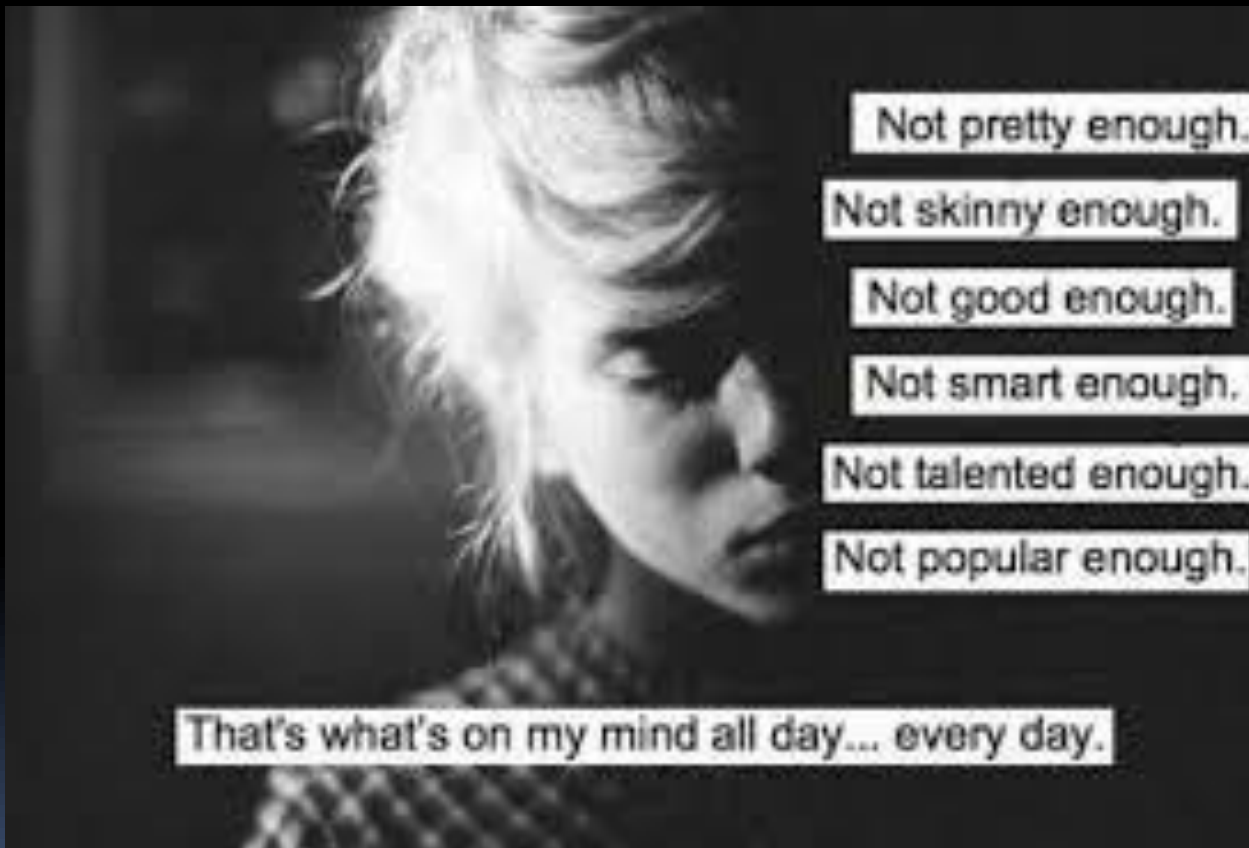 Not pretty enough.
Not skinny enough.
Not good enough.
Not smart enough.
Not talented enough.
Not popular enough.
That's what's on my mind all day... every day.